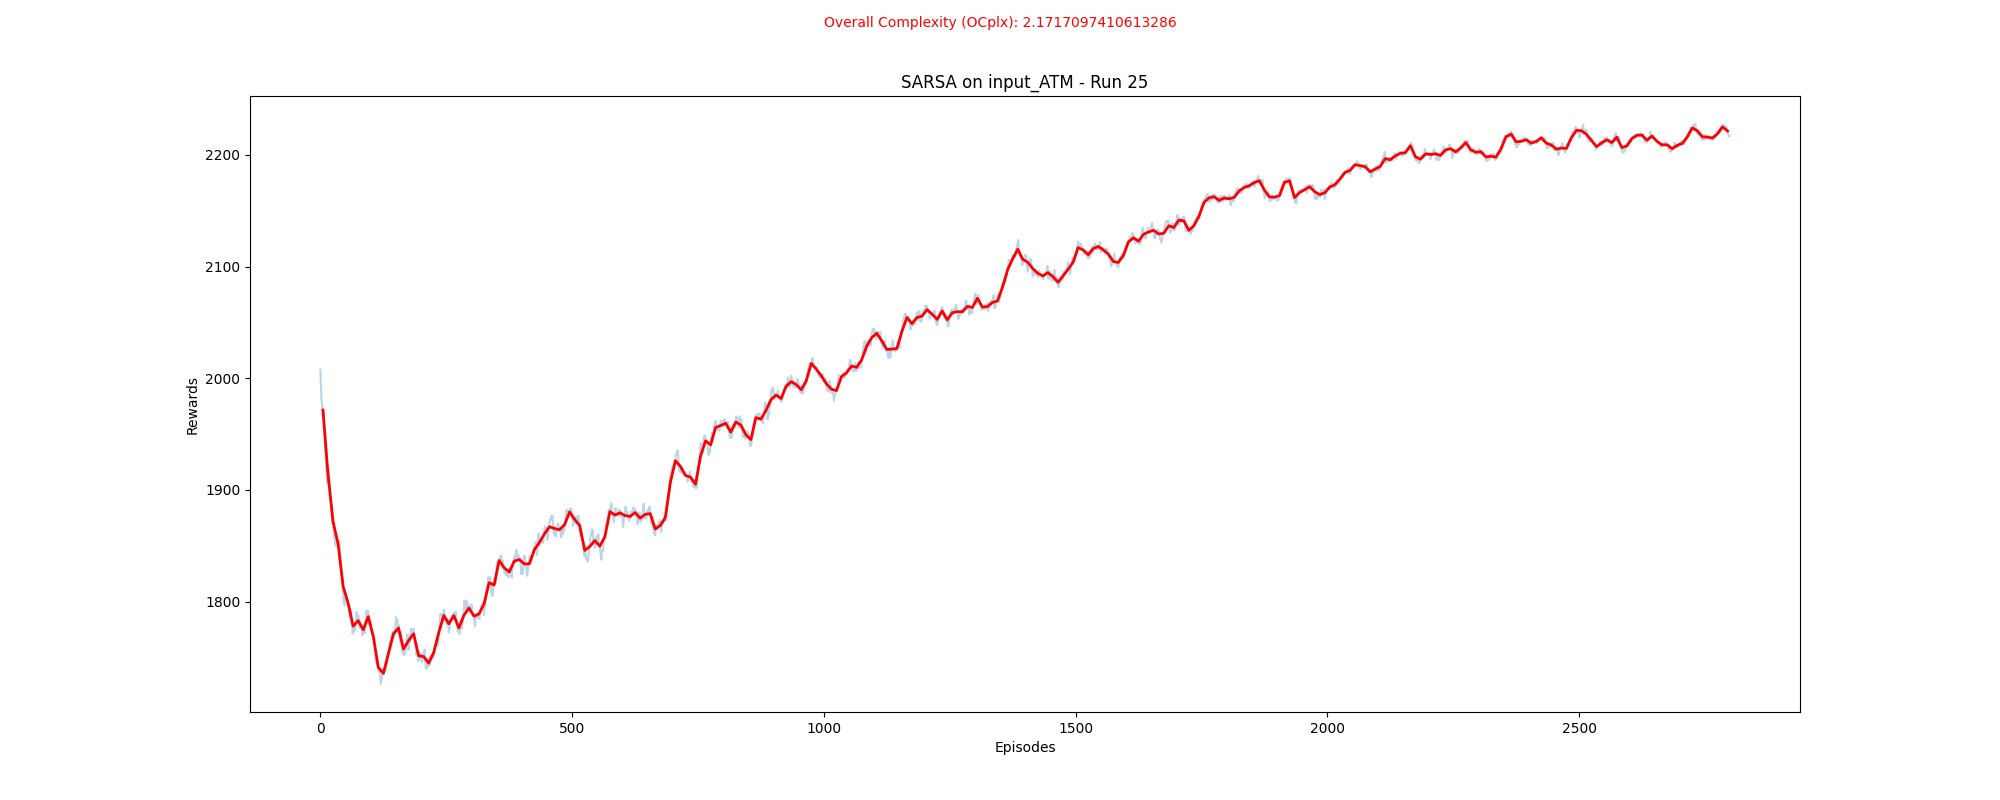 Overall Complexity (OCplx): 2.1717097410613286
SARSA on input_ATM - Run 25
2200
2100
2000
1900
1800
Rewards
0 500 1000 1500 2000 2500
Episodes